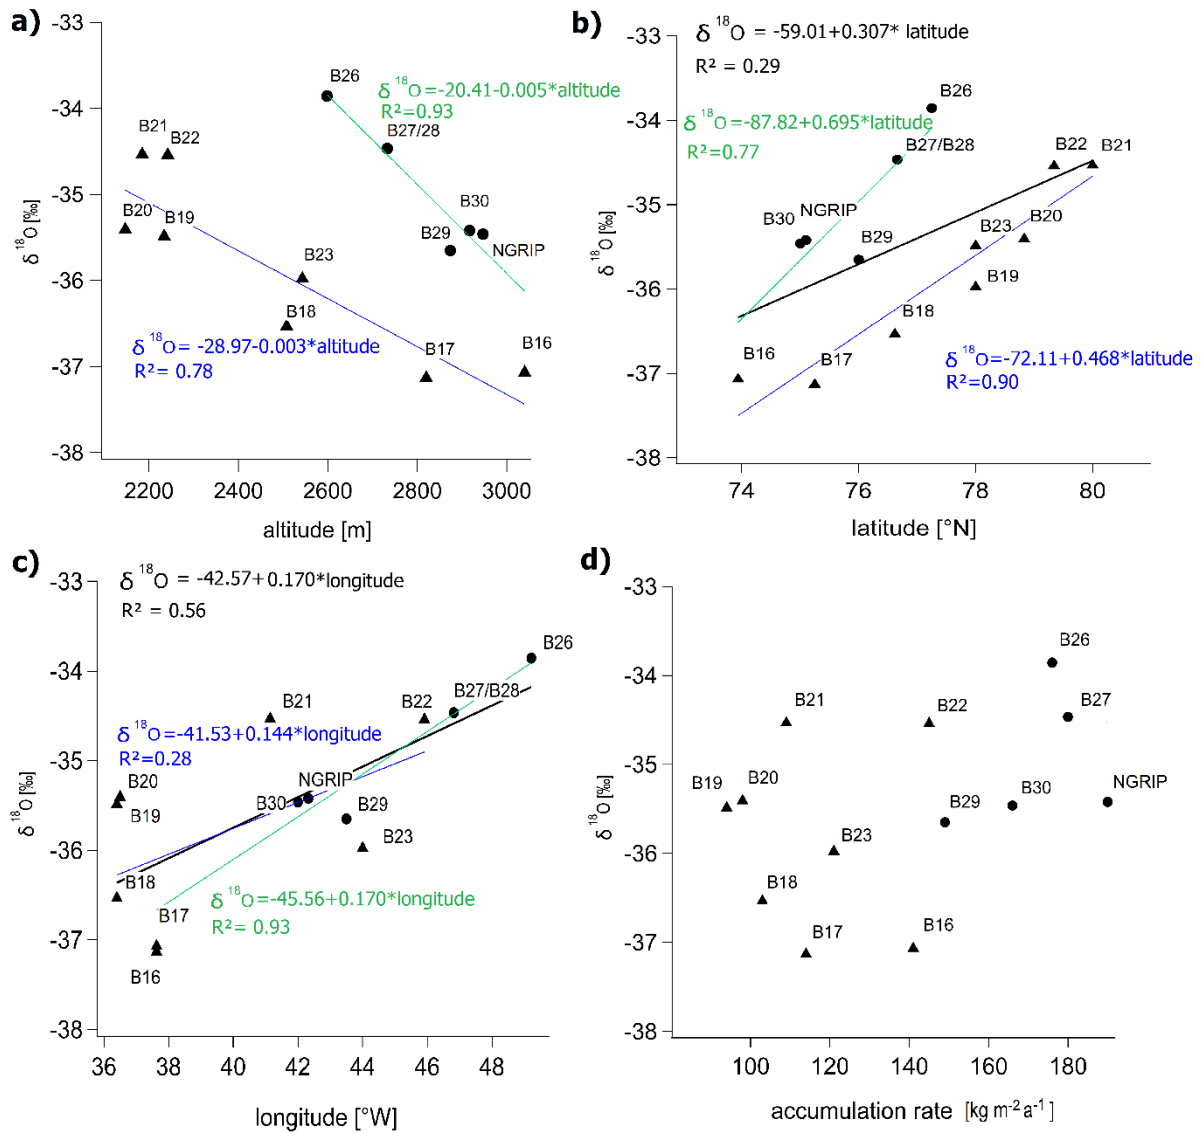 a)
-33
-34
-35
-36
-37
-38
δ 18O [‰]
B26
δ 18O=-20.41-0.005*altitude
R²=0.93
B27/28
B21
B22
B20
B19
B30
B29
NGRIP
B23
B18
B17
B16
δ 18O= -28.97-0.003*altitude
R²= 0.78
2200
2400
2600
2800
3000
altitude [m]
b)
δ 18O = -59.01+0.307* latitude
R² = 0.29
-33
-34
-35
-36
-37
-38
δ 18O [‰]
B26
δ 18O=-87.82+0.695*latitude
R²=0.77
B27/B28
B22
B21
B30
NGRIP
B29
B23
B20
B19
B18
B16
B17
δ 18O=-72.11+0.468*latitude
R²=0.90
74
76
78
80
latitude [°N]
c)
δ 18O = -42.57+0.170*longitude
R² = 0.56
-33
-34
-35
-36
-37
-38
δ 18O [‰]
B26
B27/B28
B21
B22
δ 18O=-41.53+0.144*longitude
R²=0.28
B20
B19
NGRIP
B30
B29
B23
B18
B17
B16
δ 18O=-45.56+0.170*longitude
R²= 0.93
36
38
40
42
44
46
48
longitude [°W]
d)
-33
-34
-35
-36
-37
-38
δ 18O [‰]
B26
B27
B21
B22
B19
B20
B29
B30
NGRIP
B23
B18
B17
B16
100
120
140
160
180
accumulation rate [kg m-2 a-1]